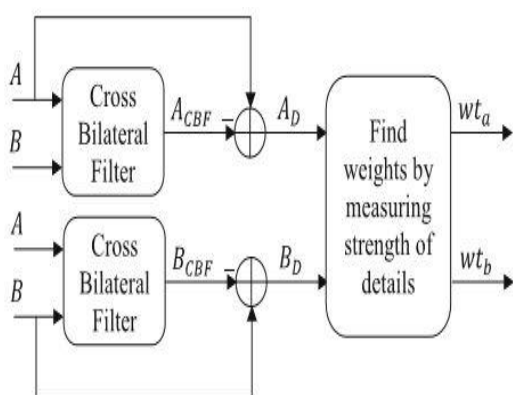 A
B
Cross
Bilateral
Filter
A_CBF
−
A_D
A
B
Cross
Bilateral
Filter
B_CBF
−
B_D
Find
weights by
measuring
strength of
details
wt_a
wt_b